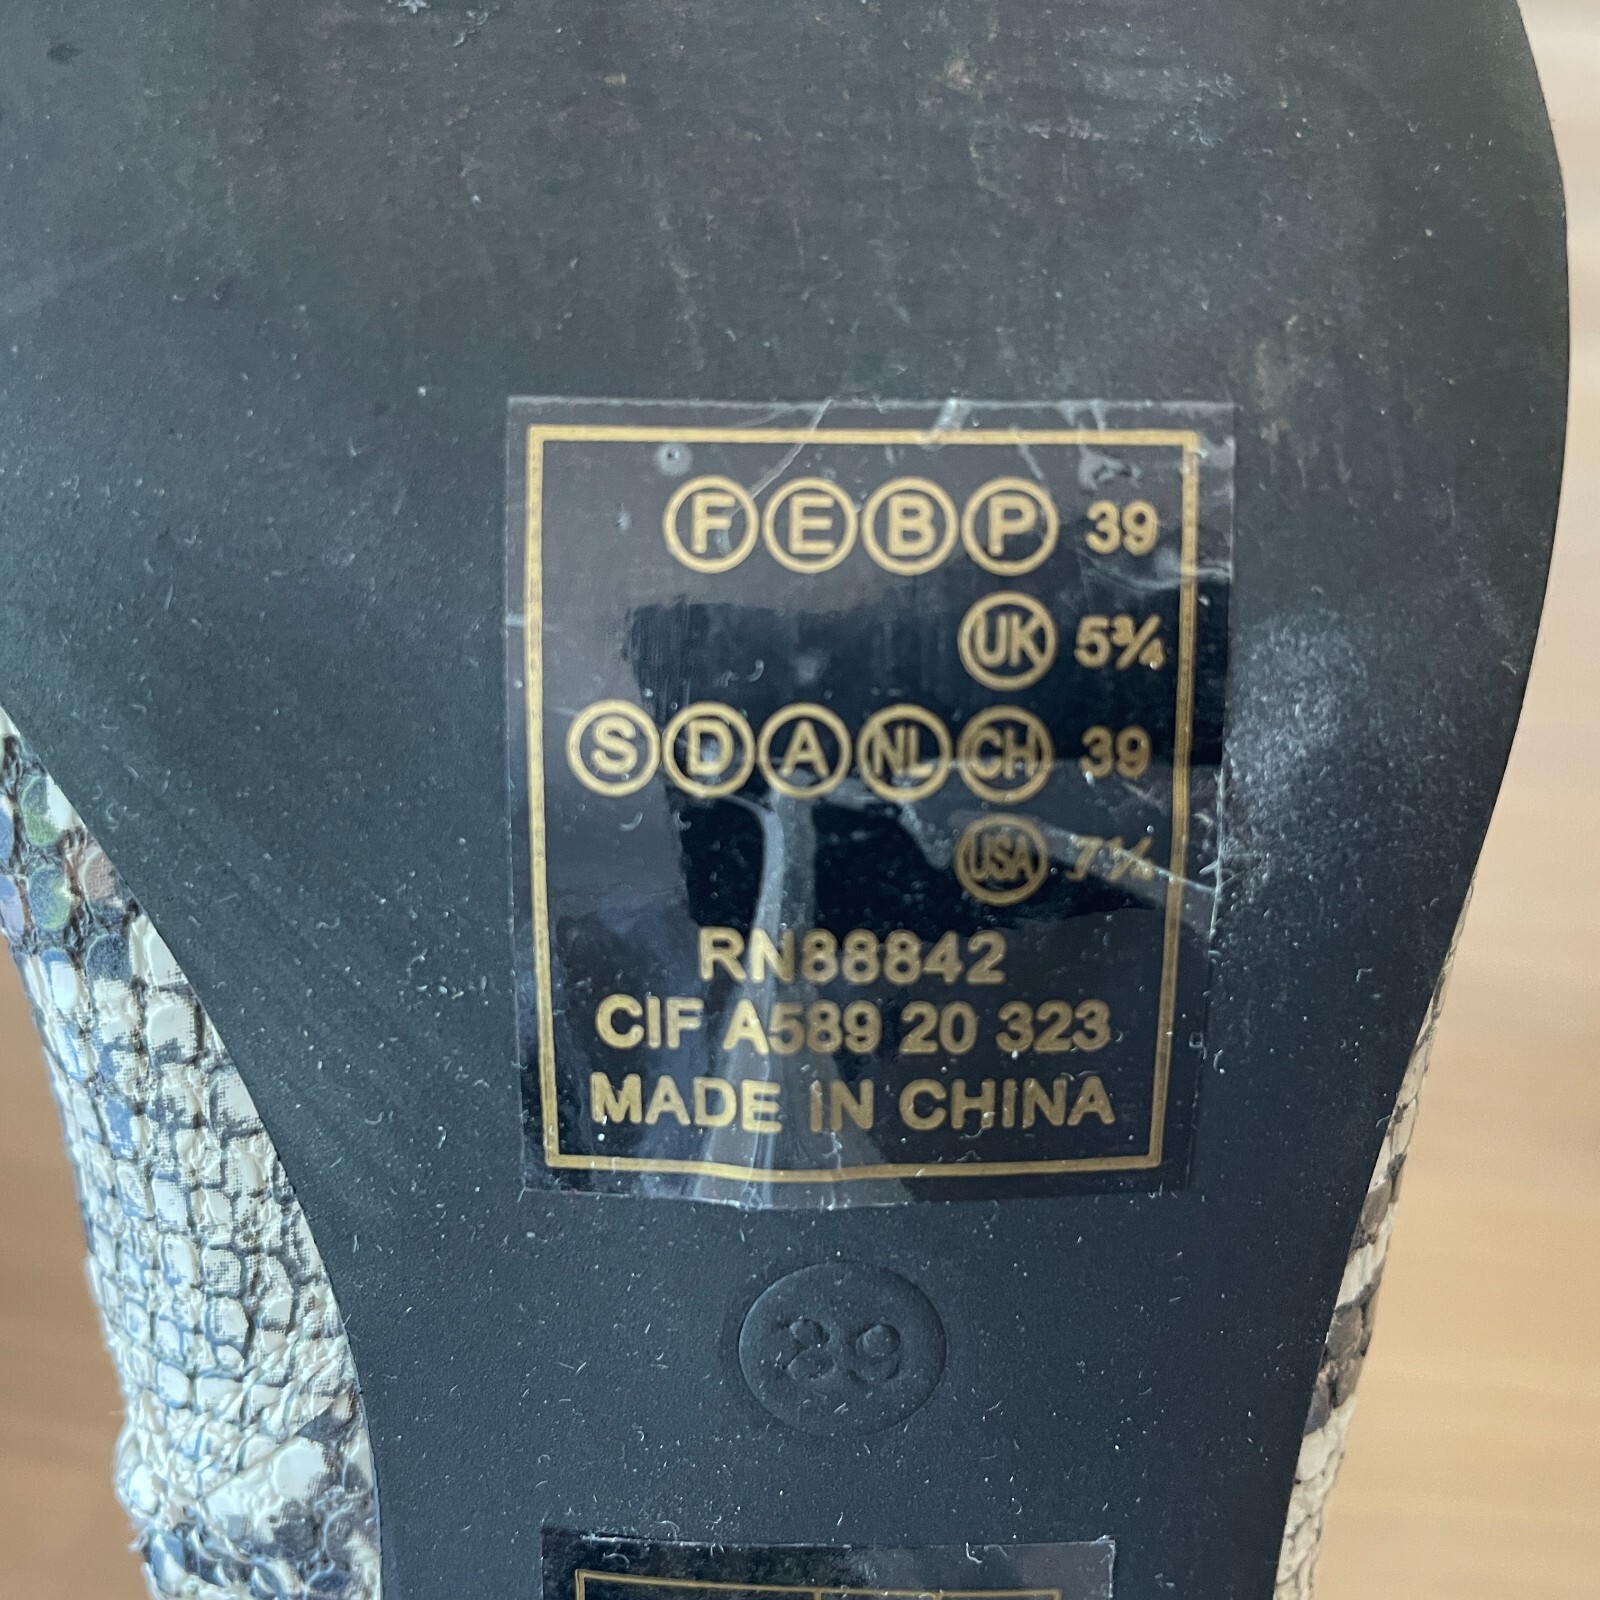 F E B P 39
UK 5¾
S D A NL CH 39
USA 7½
RN88842
CIF A589 20 323
MADE IN CHINA
39